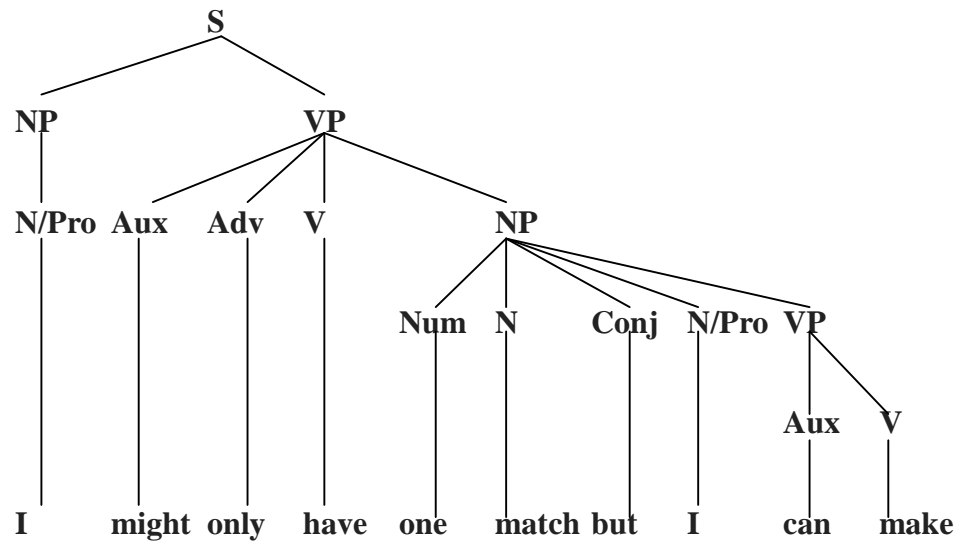 S
NP VP
N/Pro Aux Adv V NP
Num N Conj N/Pro VP
Aux V
I might only have one match but I can make